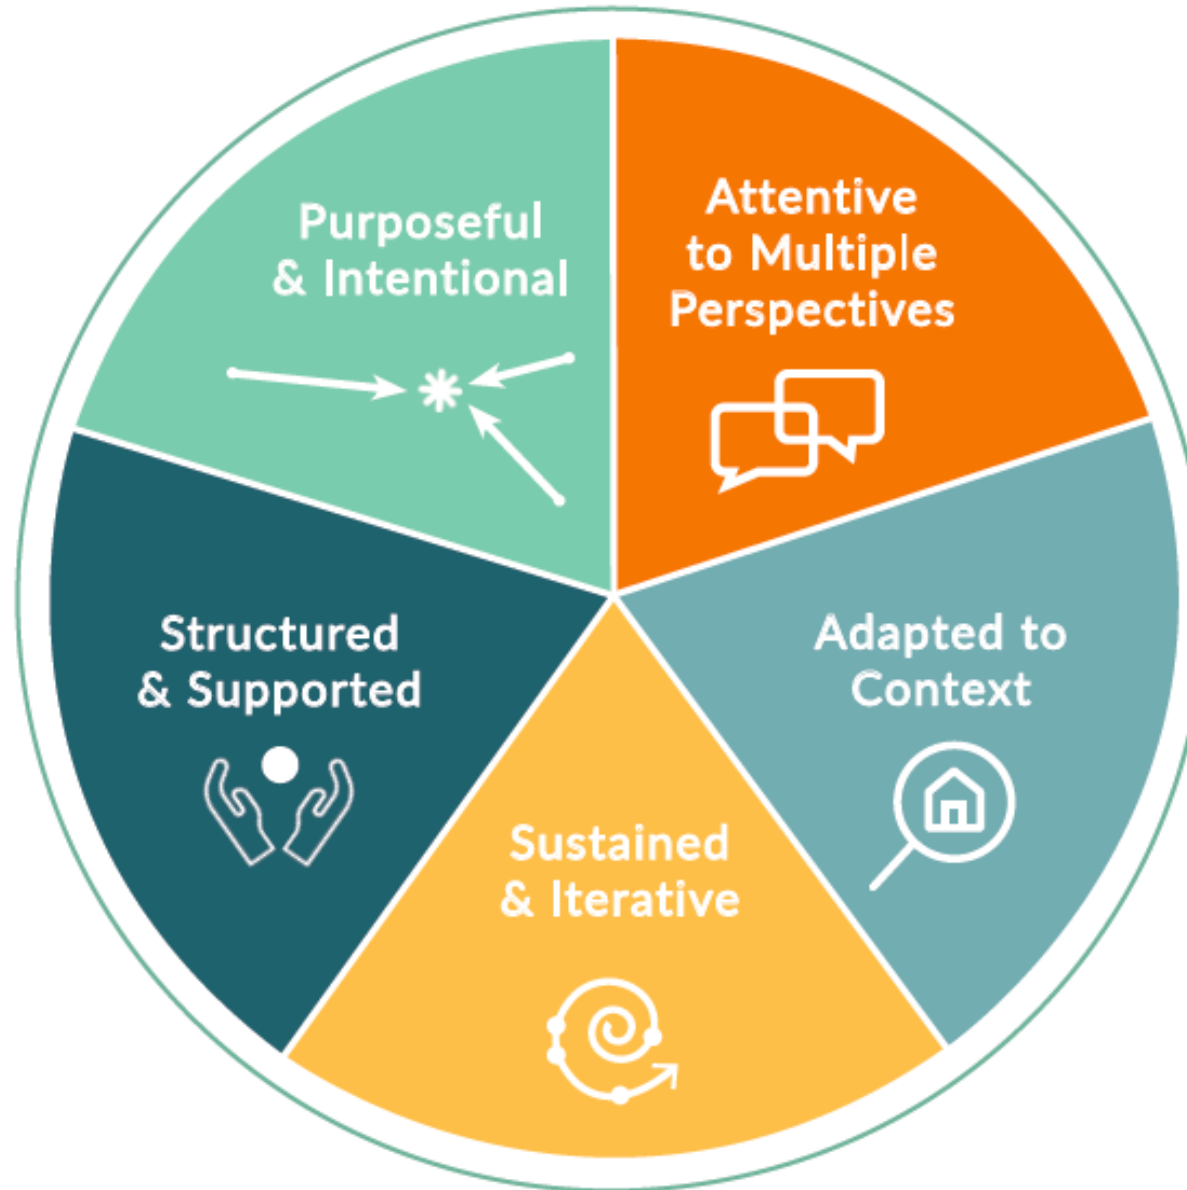 Purposeful
& Intentional
Attentive
to Multiple
Perspectives
Structured
& Supported
Adapted to
Context
Sustained
& Iterative